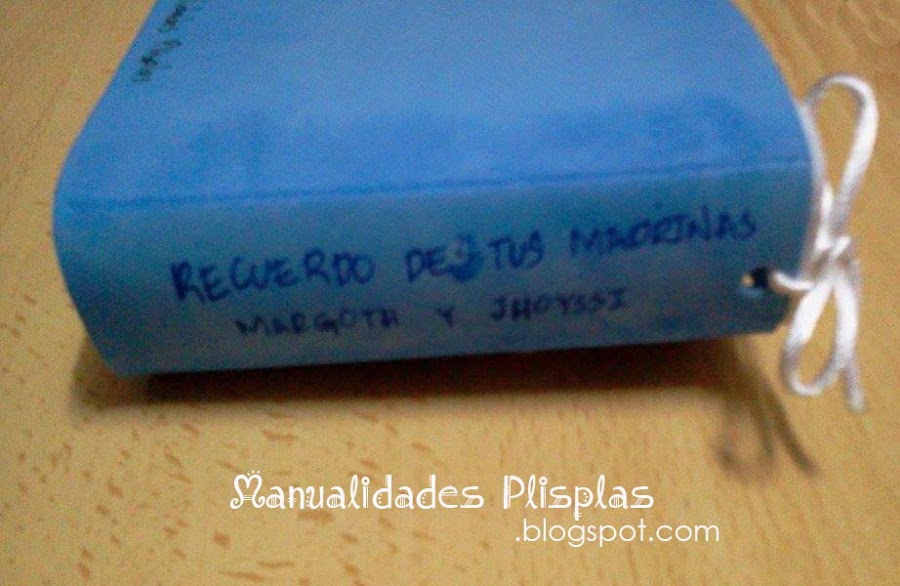 RECUERDO DE TUS MADRINAS
MARGOTH Y JHOYSSI
Manualidades Plisplas
.blogspot.com